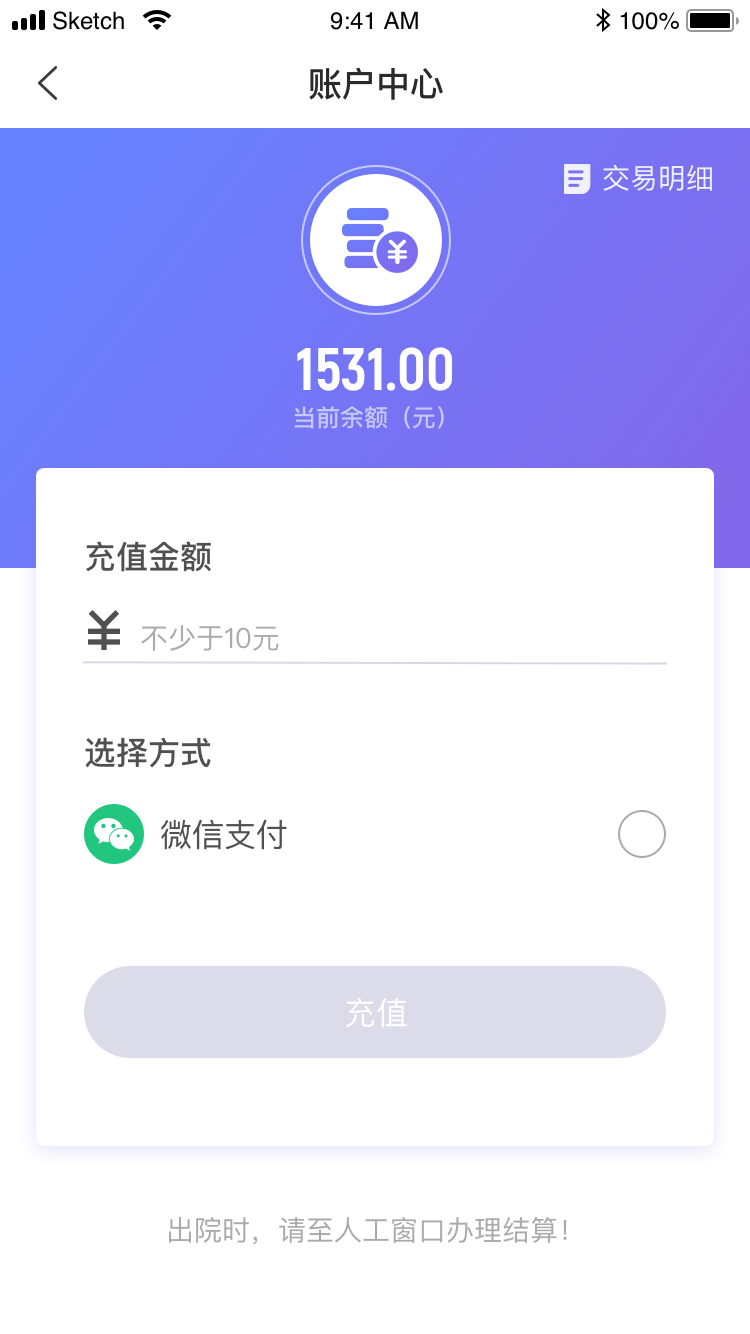 Sketch 9:41 AM 100%
账户中心
交易明细
¥
1531.00
当前余额（元）
充值金额
¥ 不少于10元
选择方式
微信支付
充值
出院时，请至人工窗口办理结算！